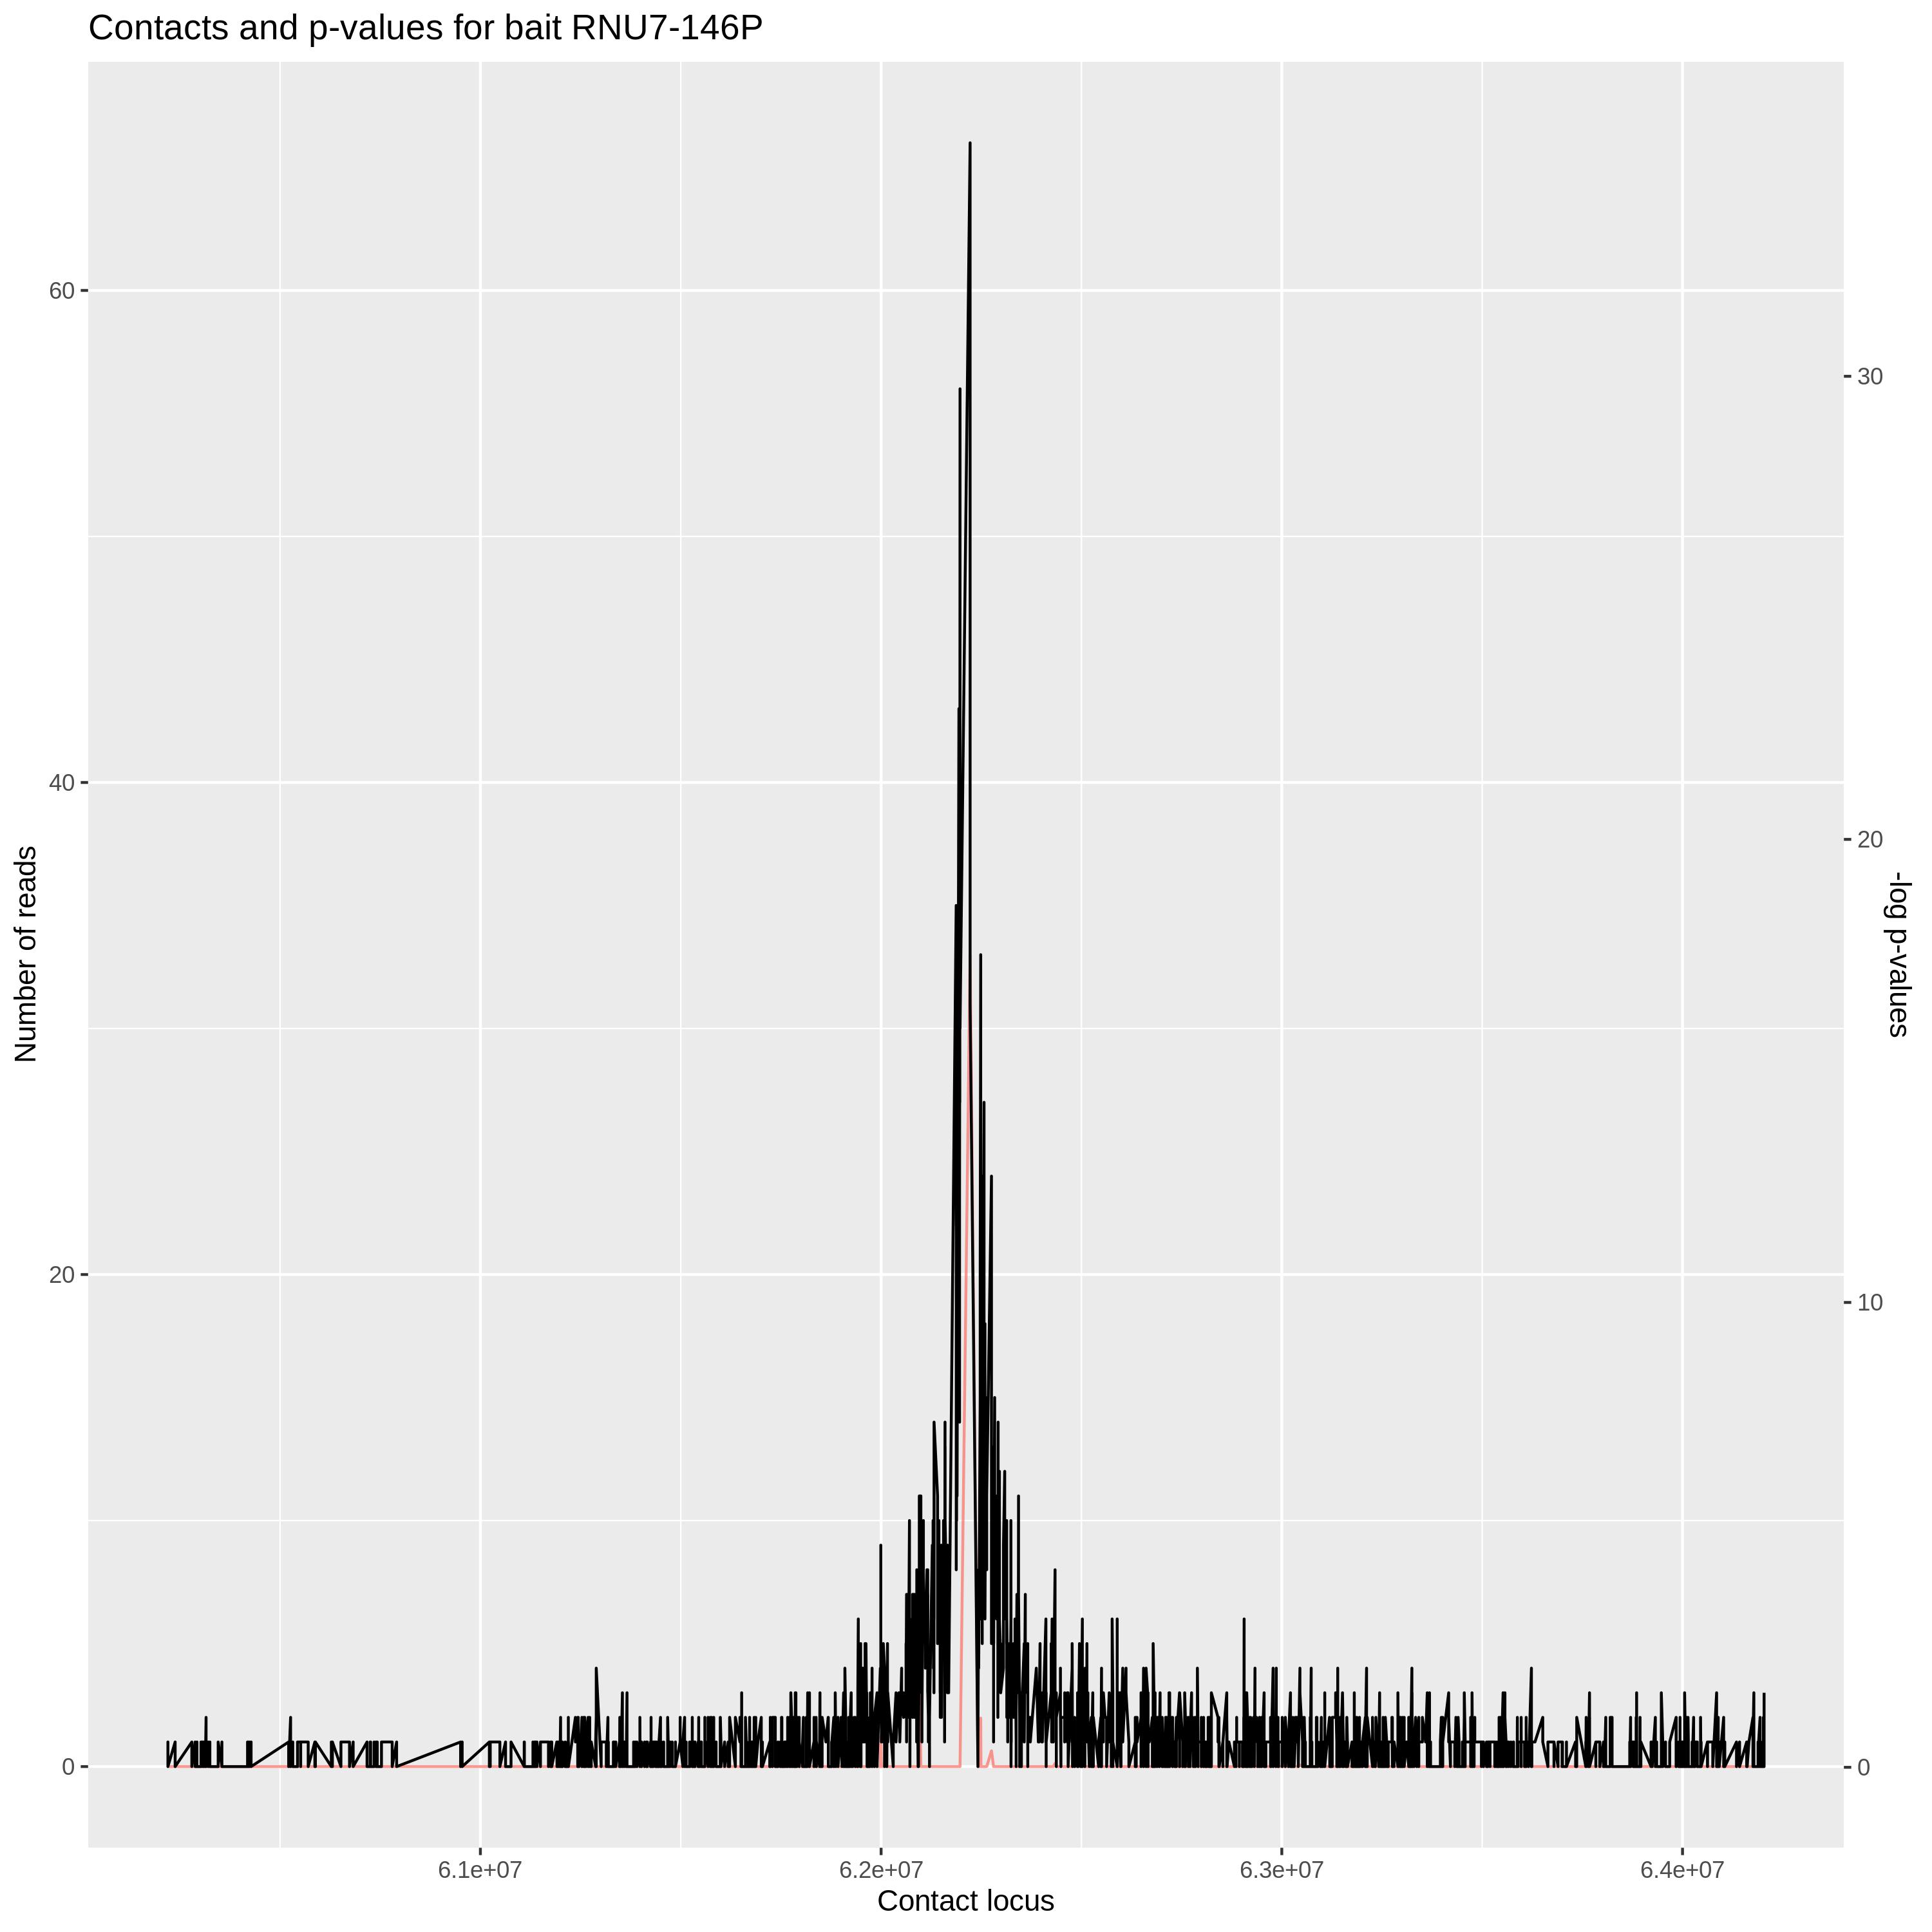 Contacts and p-values for bait RNU7-146P
60
40
20
0
30
20
10
0
Number of reads
-log p-values
6.1e+07
6.2e+07
6.3e+07
6.4e+07
Contact locus